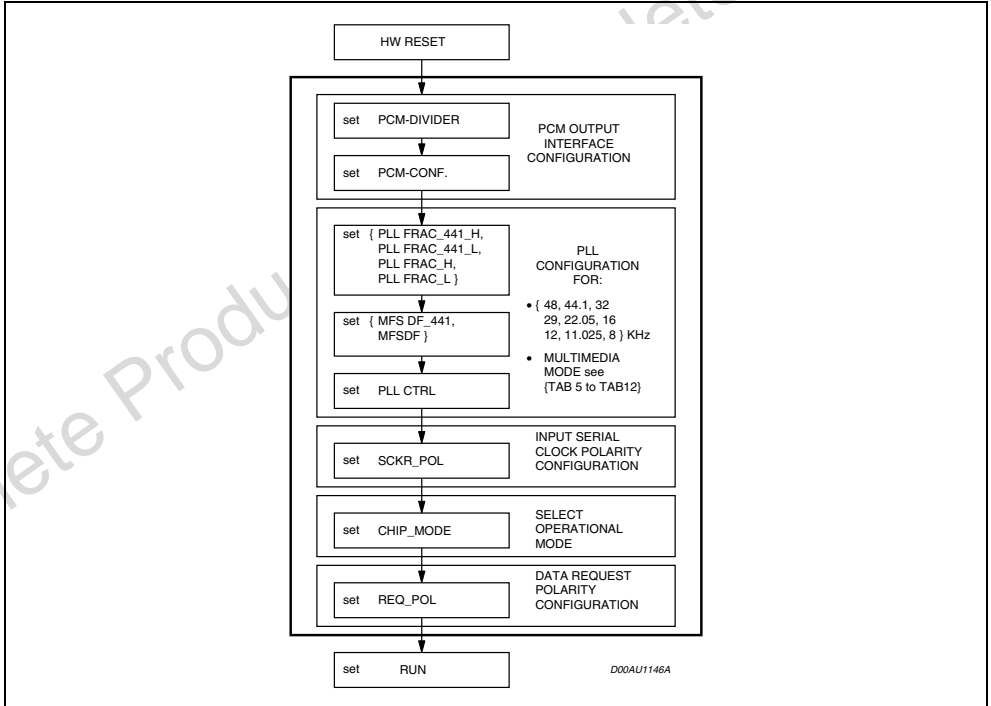 HW RESET
set PCM-DIVIDER
PCM OUTPUT
INTERFACE
CONFIGURATION
set PCM-CONF.
set { PLL FRAC_441_H,
PLL FRAC_441_L,
PLL FRAC_H,
PLL FRAC_L }
PLL
CONFIGURATION
FOR:
• { 48, 44.1, 32
29, 22.05, 16
12, 11.025, 8 } KHz
set { MFS DF_441,
MFSDF }
• MULTIMEDIA
MODE see
{TAB 5 to TAB12}
set PLL CTRL
set SCKR_POL
INPUT SERIAL
CLOCK POLARITY
CONFIGURATION
set CHIP_MODE
SELECT
OPERATIONAL
MODE
set REQ_POL
DATA REQUEST
POLARITY
CONFIGURATION
set RUN
D00AU1146A
lete Produ
lete